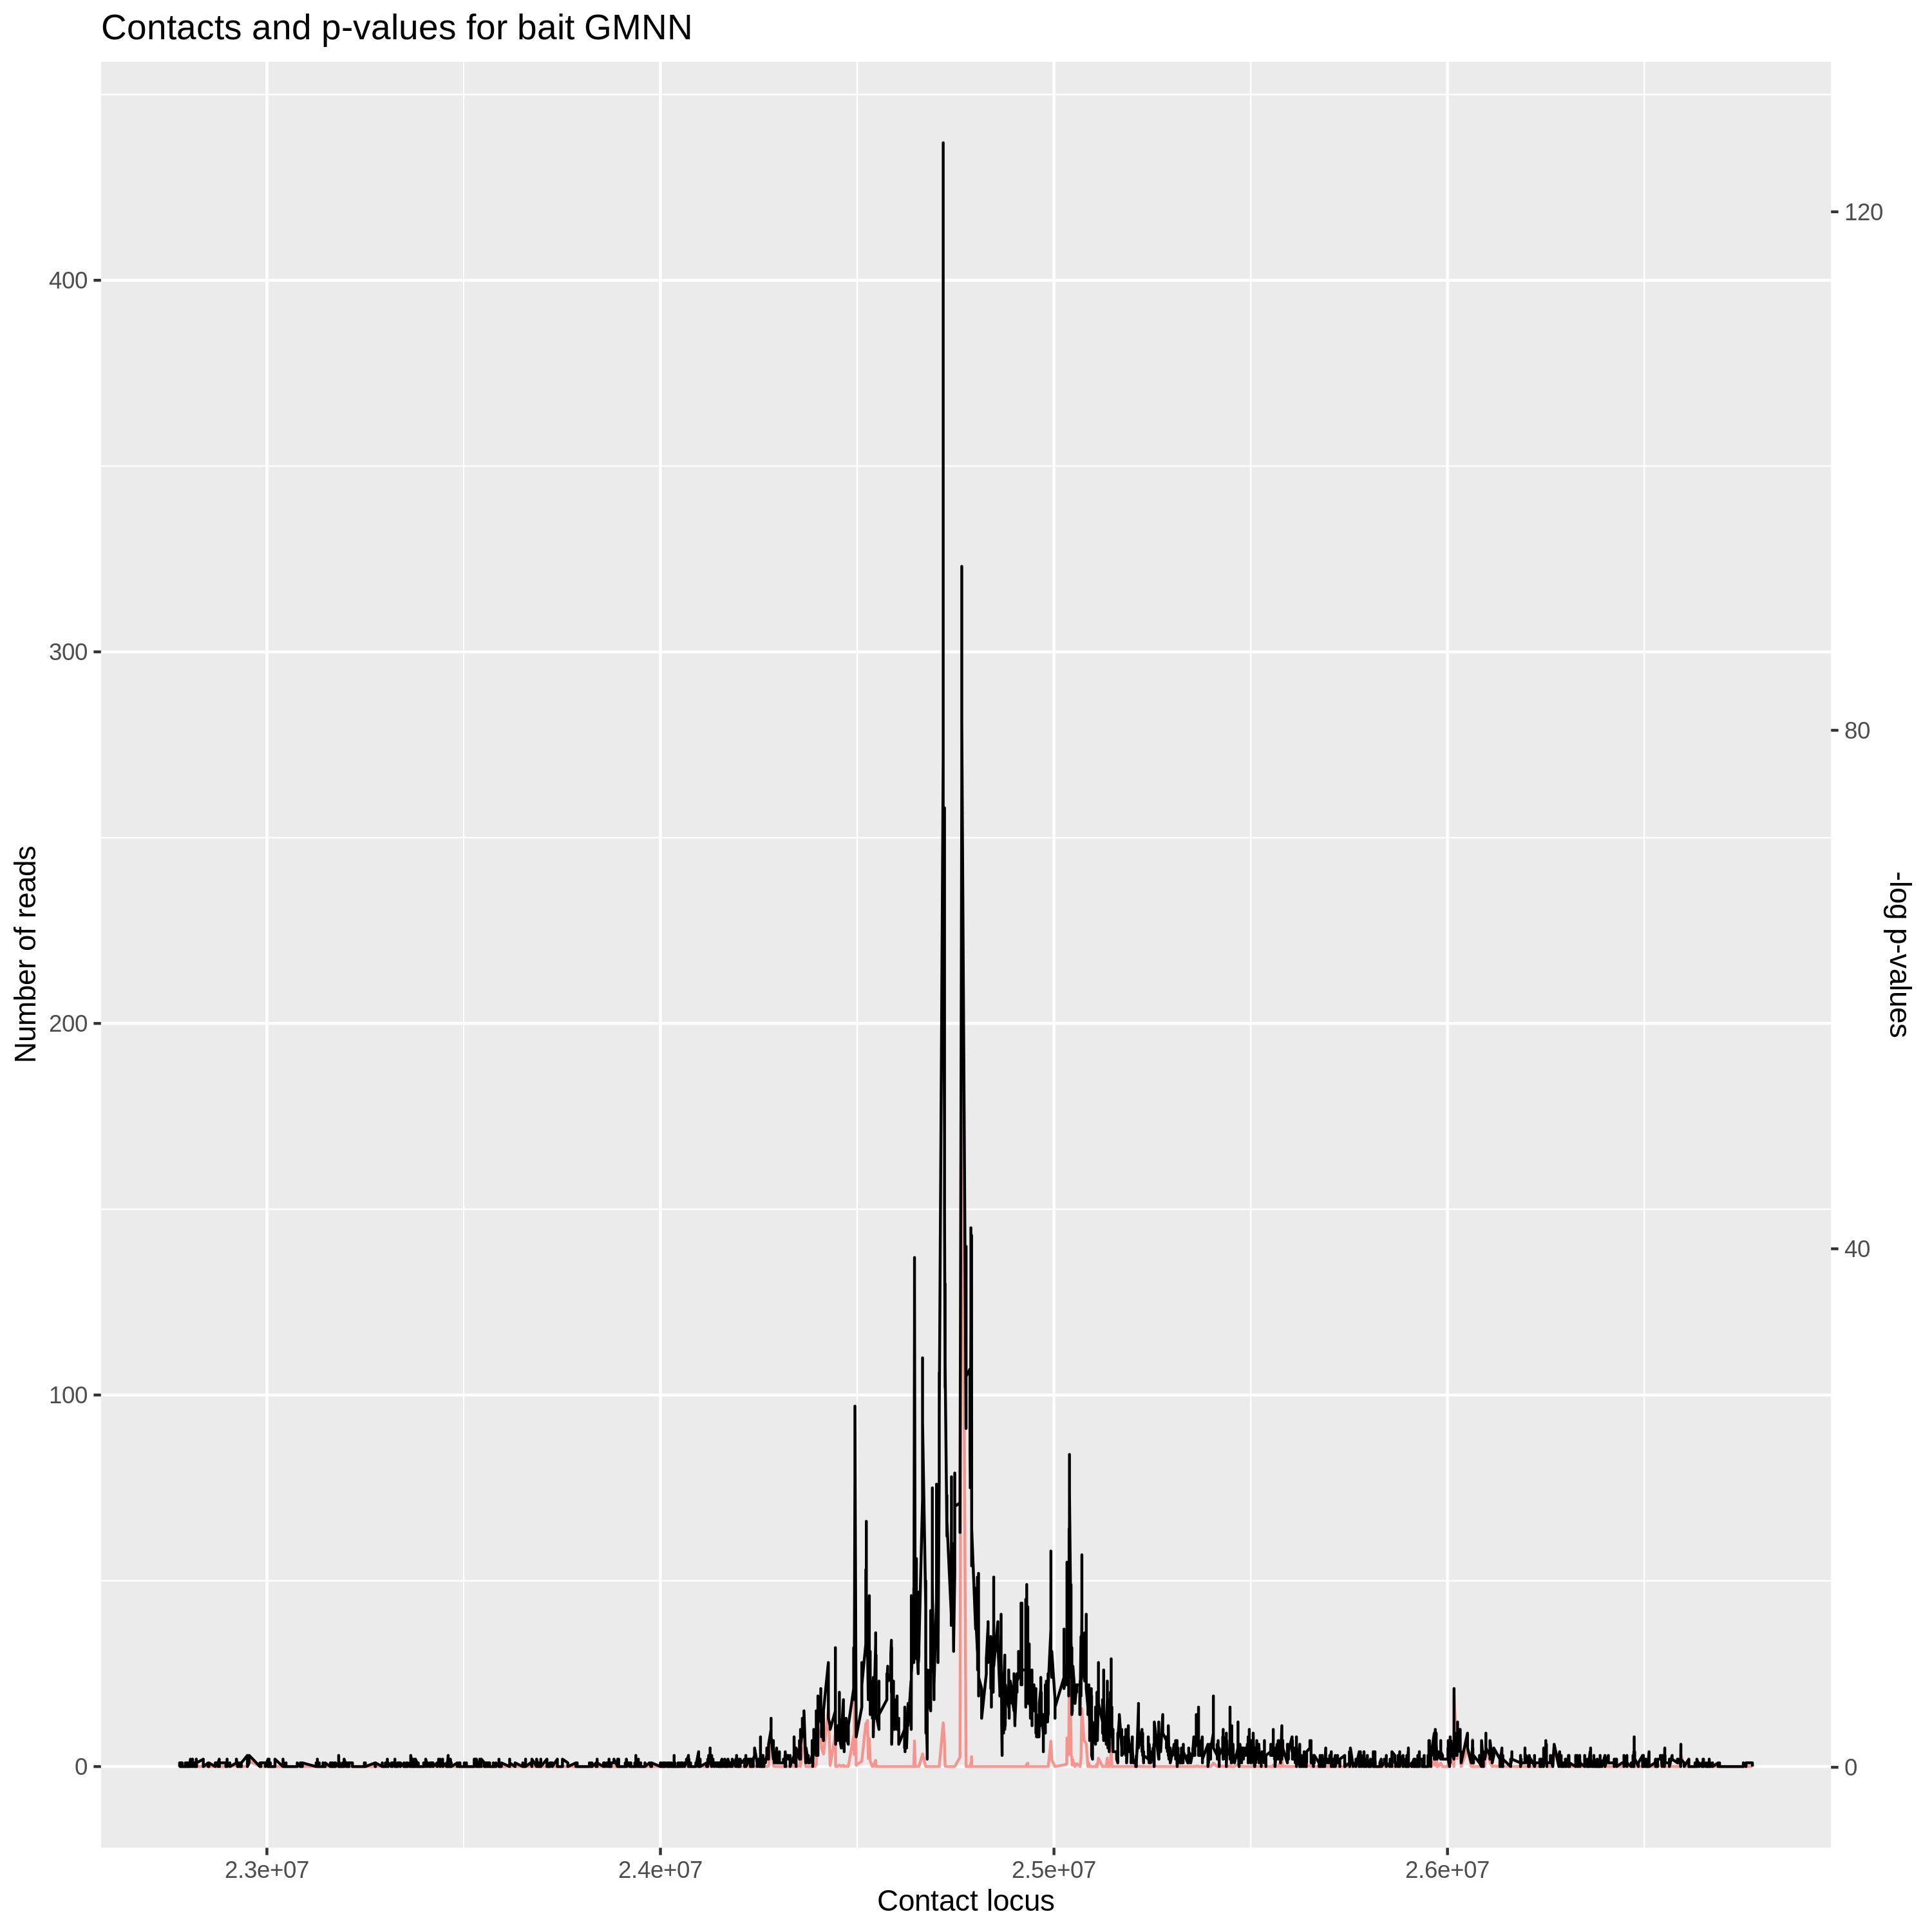 Contacts and p-values for bait GMNN
400
300
200
100
0
120
80
40
0
Number of reads
-log p-values
2.3e+07
2.4e+07
2.5e+07
2.6e+07
Contact locus